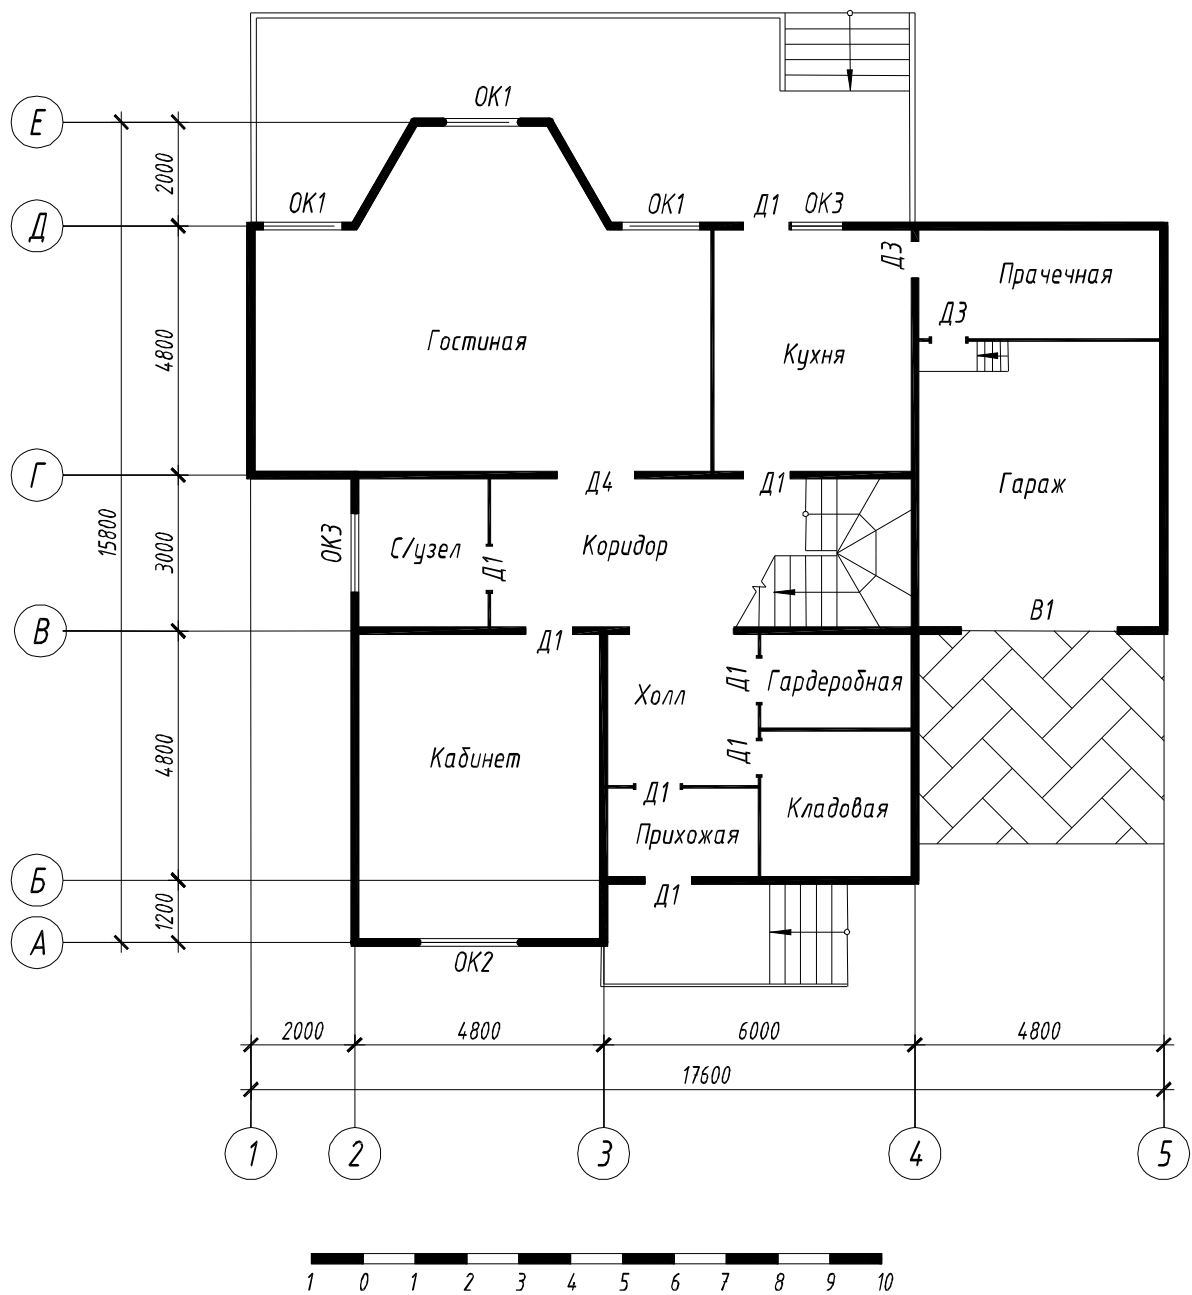 ОК1
Е
2000
ОК1
ОК1
Д1
ОК3
Д
Д3
Прачечная
Д3
4800
Гостиная
Кухня
Г
Д4
Д1
Гараж
15800
3000
ОК3
С/узел
Д1
Коридор
В1
В
Д1
Д1
Гардеробная
Холл
4800
Кабинет
Д1
Д1
Кладовая
Прихожая
Б
1200
Д1
А
ОК2
2000 4800 6000 4800
17600
1 2 3 4 5
1 0 1 2 3 4 5 6 7 8 9 10